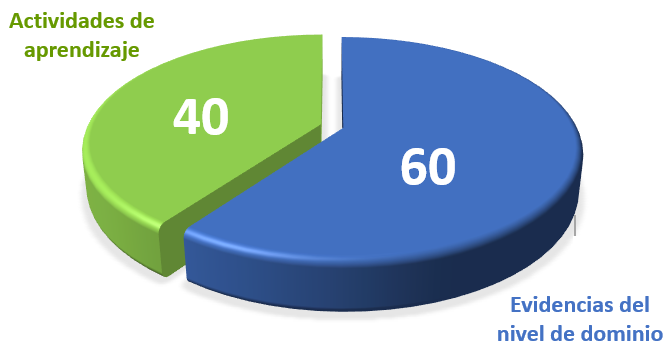 Actividades de
aprendizaje
40
60
Evidencias del
nivel de dominio